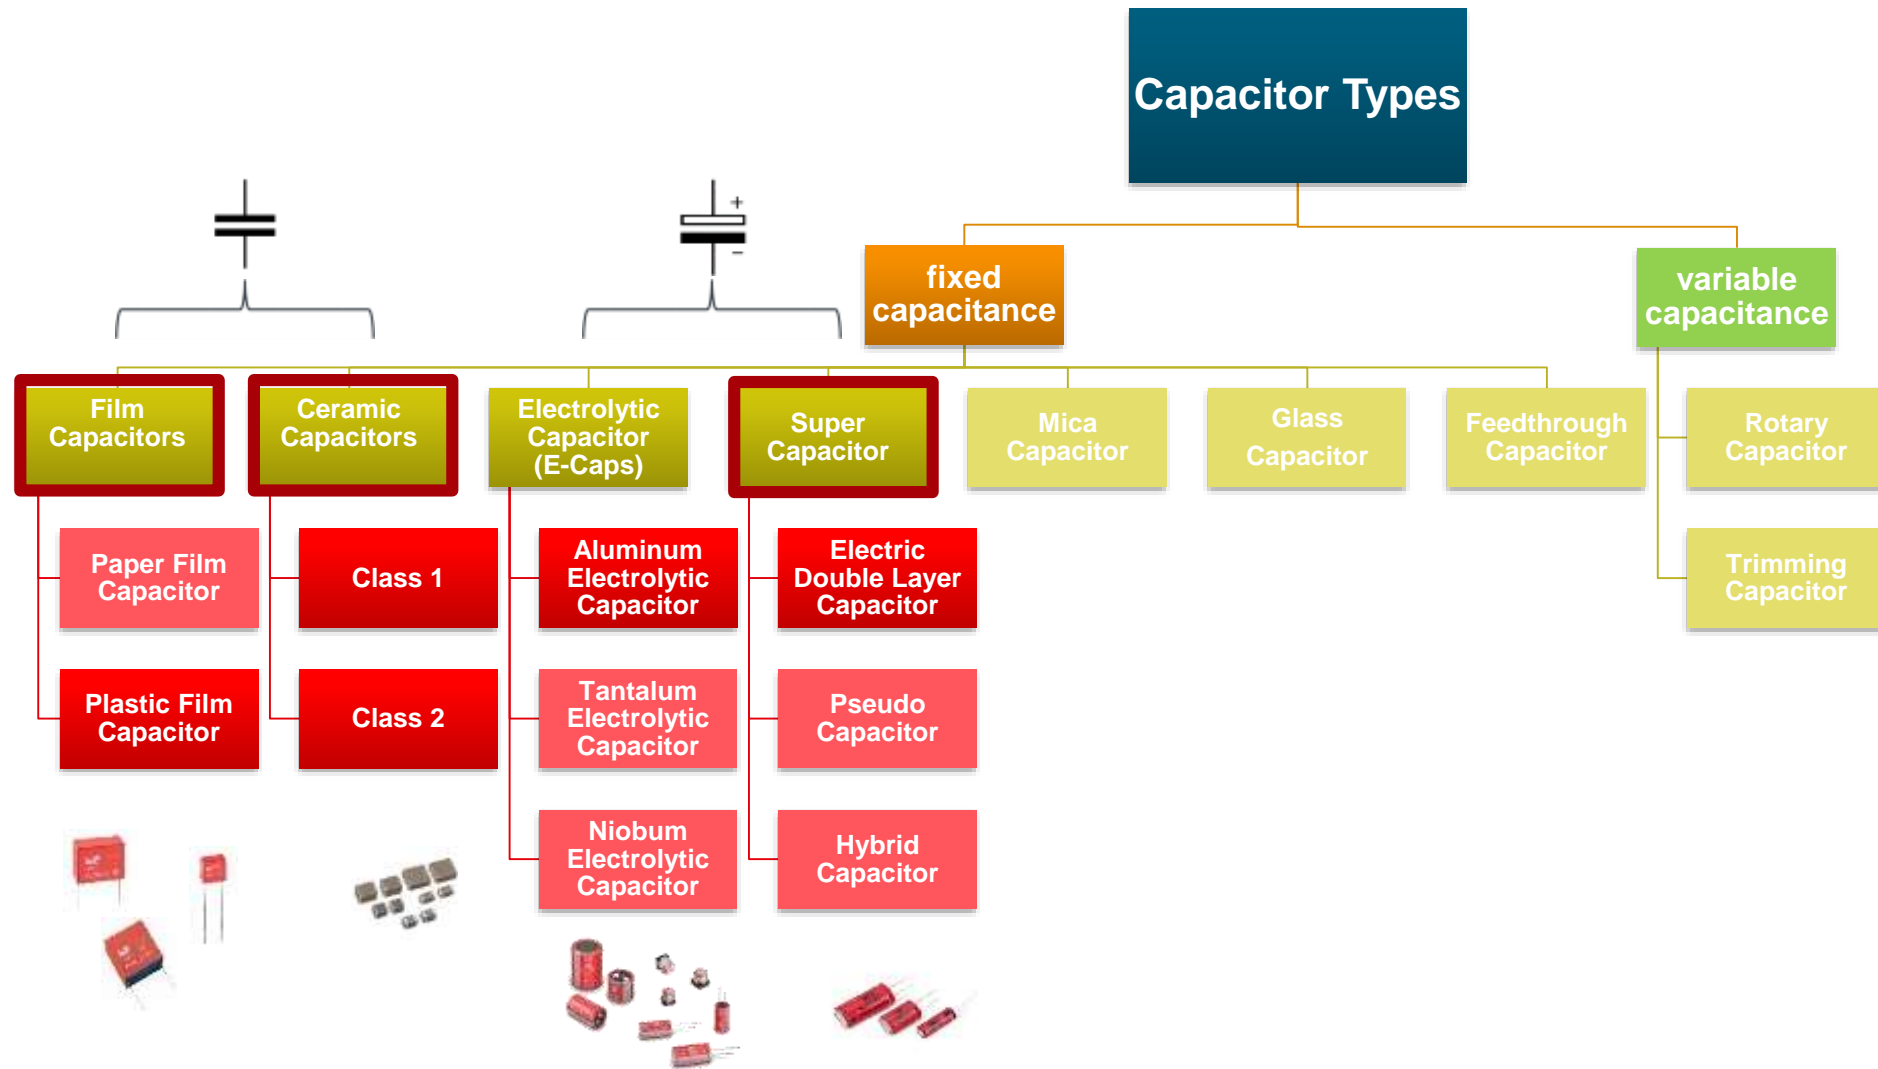 Capacitor Types
+
−
fixed
capacitance
variable
capacitance
Film
Capacitors
Ceramic
Capacitors
Electrolytic
Capacitor
(E-Caps)
Super
Capacitor
Mica
Capacitor
Glass
Capacitor
Feedthrough
Capacitor
Rotary
Capacitor
Paper Film
Capacitor
Class 1
Aluminum
Electrolytic
Capacitor
Electric
Double Layer
Capacitor
Trimming
Capacitor
Plastic Film
Capacitor
Class 2
Tantalum
Electrolytic
Capacitor
Pseudo
Capacitor
Niobum
Electrolytic
Capacitor
Hybrid
Capacitor